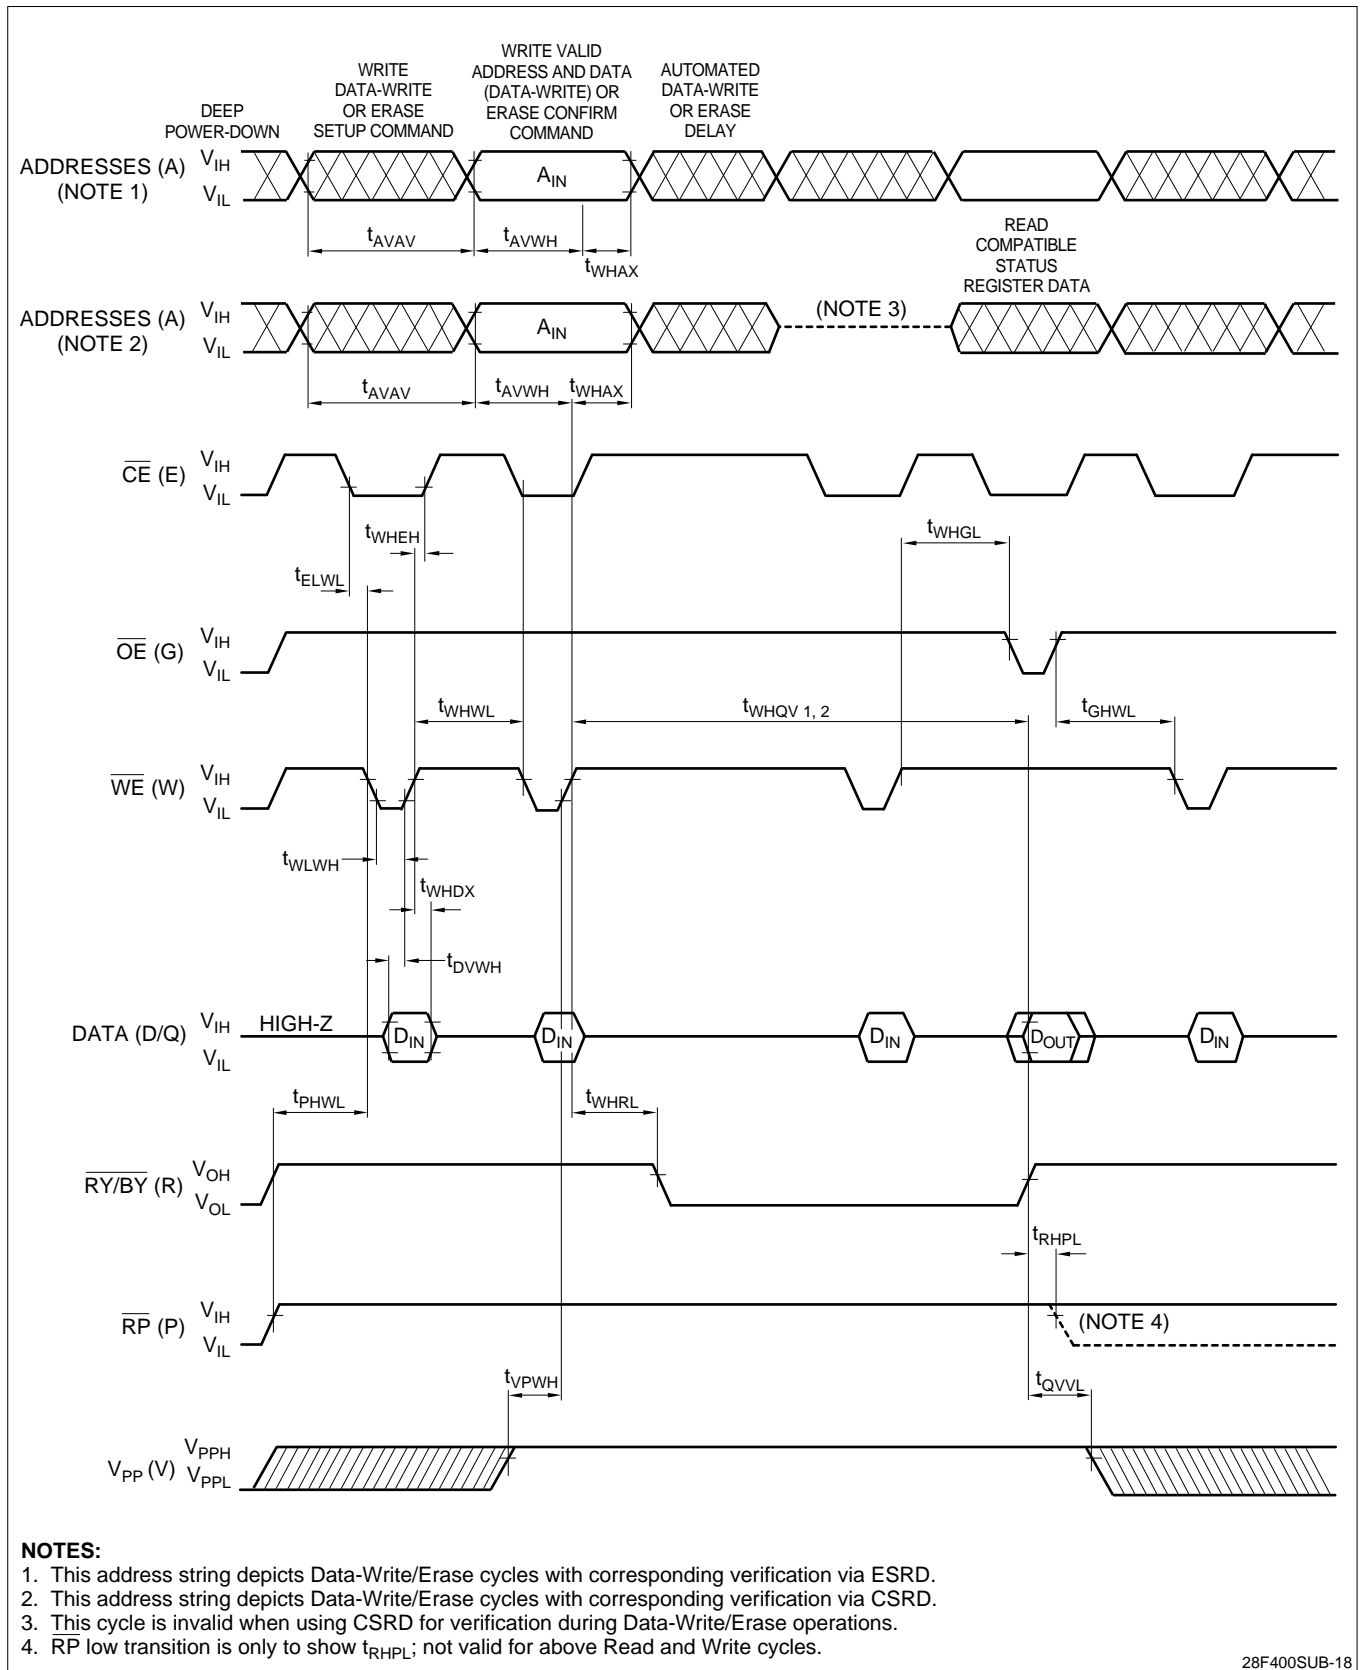 DEEP
POWER-DOWN
WRITE
DATA-WRITE
OR ERASE
SETUP COMMAND
WRITE VALID
ADDRESS AND DATA
(DATA-WRITE) OR
ERASE CONFIRM
COMMAND
AUTOMATED
DATA-WRITE
OR ERASE
DELAY
ADDRESSES (A)
(NOTE 1)
VIH
VIL
AIN
tAVAV
tAVWH
tWHAX
READ
COMPATIBLE
STATUS
REGISTER DATA
ADDRESSES (A)
(NOTE 2)
VIH
VIL
AIN
(NOTE 3)
tAVAV
tAVWH
tWHAX
CE (E)
VIH
VIL
tWHEH
tWHGL
tELWL
OE (G)
VIH
VIL
tWHWL
tWHQV 1, 2
tGHWL
WE (W)
VIH
VIL
tWLWH
tWHDX
tDVWH
DATA (D/Q)
VIH
VIL
HIGH-Z
DIN
DIN
DIN
DOUT
DIN
tPHWL
tWHRL
RY/BY (R)
VOH
VOL
tRHPL
RP (P)
VIH
VIL
(NOTE 4)
tVPWH
tQVVL
VPP (V)
VPPH
VPPL
NOTES:
1. This address string depicts Data-Write/Erase cycles with corresponding verification via ESRD.
2. This address string depicts Data-Write/Erase cycles with corresponding verification via CSRD.
3. This cycle is invalid when using CSRD for verification during Data-Write/Erase operations.
4. RP low transition is only to show tRHPL; not valid for above Read and Write cycles.
28F400SUB-18